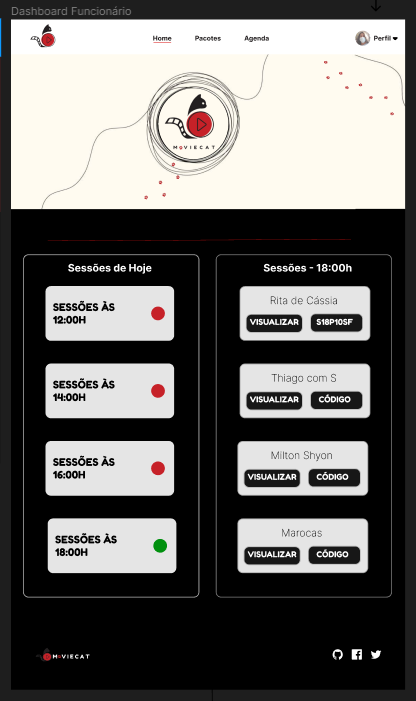 Dashboard Funcionário
Home Pacotes Agenda Perfil
MOVIECAT
Sessões de Hoje
SESSÕES ÀS
12:00H
SESSÕES ÀS
14:00H
SESSÕES ÀS
16:00H
SESSÕES ÀS
18:00H
Sessões - 18:00h
Rita de Cássia
VISUALIZAR S18P10SF
Thiago com S
VISUALIZAR CÓDIGO
Milton Shyon
VISUALIZAR CÓDIGO
Marocas
VISUALIZAR CÓDIGO
MOVIECAT